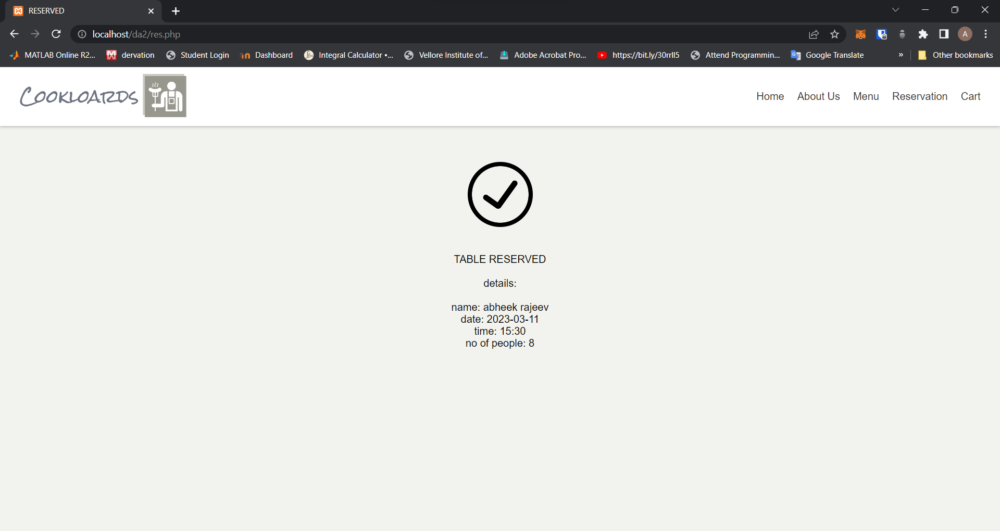 RESERVED
localhost/da2/res.php
A
MATLAB Online R2... dervation Student Login Dashboard Integral Calculator •... Vellore Institute of... Adobe Acrobat Pro... https://bit.ly/30rrII5 Attend Programmin... Google Translate » Other bookmarks
Cookloards
Home About Us Menu Reservation Cart
TABLE RESERVED
details:
name: abheek rajeev
date: 2023-03-11
time: 15:30
no of people: 8